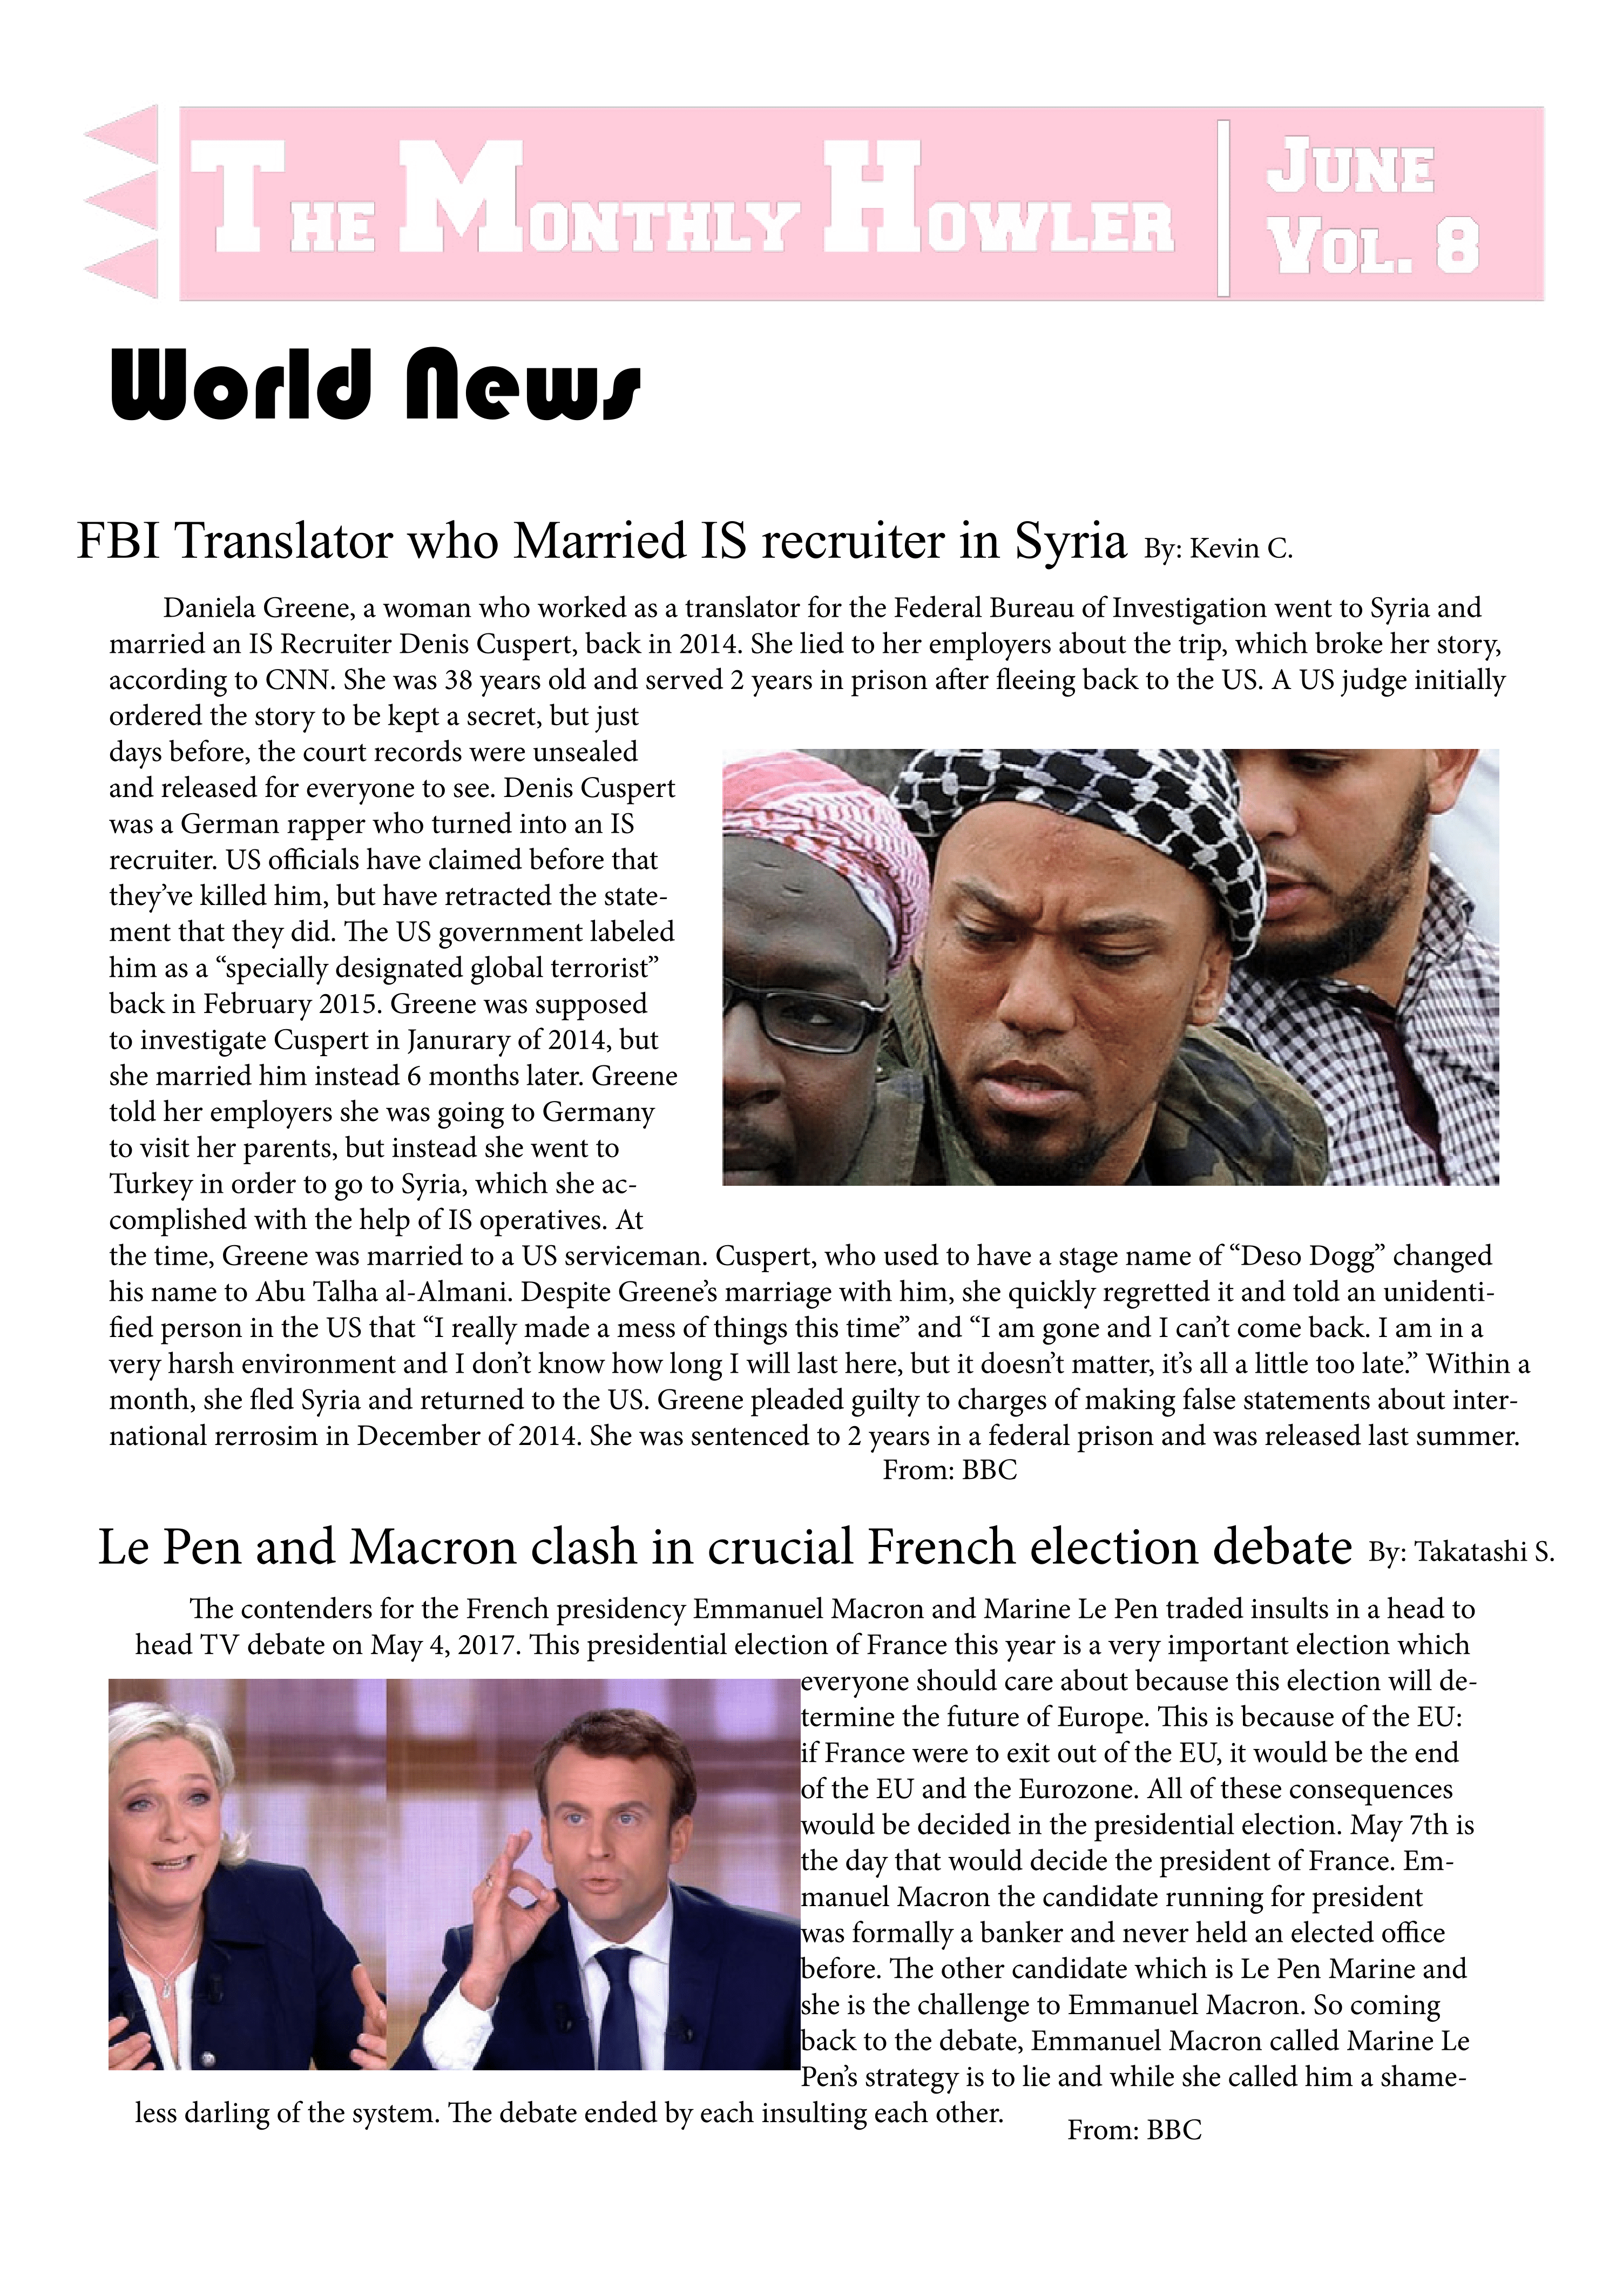 The Monthly Howler
June
Vol. 8
World News
FBI Translator who Married IS recruiter in Syria By: Kevin C.
Daniela Greene, a woman who worked as a translator for the Federal Bureau of Investigation went to Syria and
married an IS Recruiter Denis Cuspert, back in 2014. She lied to her employers about the trip, which broke her story,
according to CNN. She was 38 years old and served 2 years in prison after fleeing back to the US. A US judge initially
ordered the story to be kept a secret, but just
days before, the court records were unsealed
and released for everyone to see. Denis Cuspert
was a German rapper who turned into an IS
recruiter. US officials have claimed before that
they've killed him, but have retracted the state-
ment that they did. The US government labeled
him as a “specially designated global terrorist”
back in February 2015. Greene was supposed
to investigate Cuspert in Janurary of 2014, but
she married him instead 6 months later. Greene
told her employers she was going to Germany
to visit her parents, but instead she went to
Turkey in order to go to Syria, which she ac-
complished with the help of IS operatives. At
the time, Greene was married to a US serviceman. Cuspert, who used to have a stage name of “Deso Dogg” changed
his name to Abu Talha al-Almani. Despite Greene’s marriage with him, she quickly regretted it and told an unidenti-
fied person in the US that “I really made a mess of things this time” and “I am gone and I can’t come back. I am in a
very harsh environment and I don’t know how long I will last here, but it doesn’t matter, it’s all a little too late.” Within a
month, she fled Syria and returned to the US. Greene pleaded guilty to charges of making false statements about inter-
national rerrosim in December of 2014. She was sentenced to 2 years in a federal prison and was released last summer.
From: BBC
Le Pen and Macron clash in crucial French election debate By: Takatashi S.
The contenders for the French presidency Emmanuel Macron and Marine Le Pen traded insults in a head to
head TV debate on May 4, 2017. This presidential election of France this year is a very important election which
everyone should care about because this election will de-
termine the future of Europe. This is because of the EU:
if France were to exit out of the EU, it would be the end
of the EU and the Eurozone. All of these consequences
would be decided in the presidential election. May 7th is
the day that would decide the president of France. Em-
manuel Macron the candidate running for president
was formally a banker and never held an elected office
before. The other candidate which is Le Pen Marine and
she is the challenge to Emmanuel Macron. So coming
back to the debate, Emmanuel Macron called Marine Le
Pen’s strategy is to lie and while she called him a shame-
less darling of the system. The debate ended by each insulting each other.
From: BBC